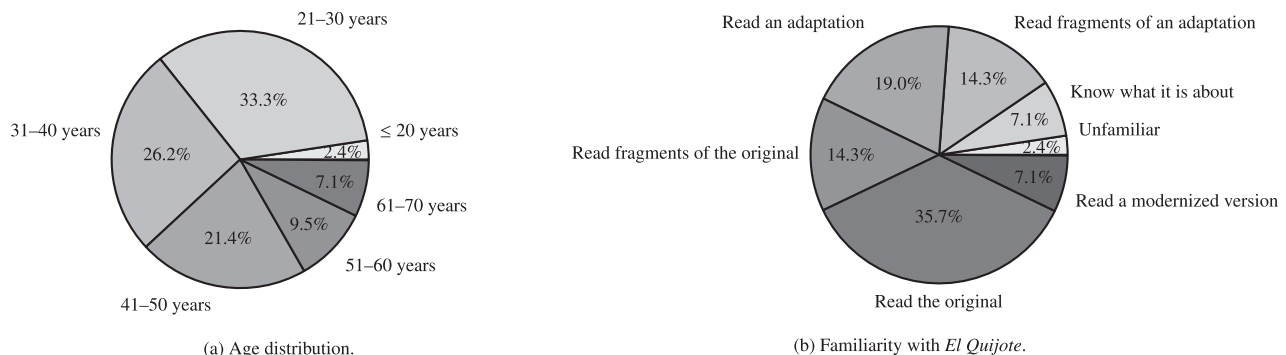 21–30 years
33.3%
≤ 20 years
2.4%
31–40 years
26.2%
7.1%
61–70 years
9.5%
21.4%
51–60 years
41–50 years
(a) Age distribution.
Read an adaptation
Read fragments of an adaptation
19.0%
14.3%
Know what it is about
7.1%
Unfamiliar
2.4%
Read fragments of the original
14.3%
7.1%
Read a modernized version
35.7%
Read the original
(b) Familiarity with El Quijote.